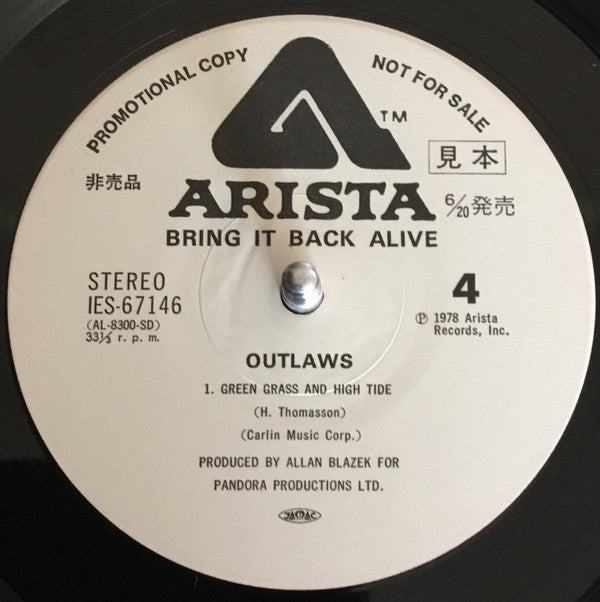 PROMOTIONAL COPY
NOT FOR SALE
TM
見本
非売品
ARISTA
6/20発売
BRING IT BACK ALIVE
STEREO
IES-67146
(AL-8300-SD)
33⅓ r. p. m.
4
Ⓟ 1978 Arista
Records, Inc.
OUTLAWS
1. GREEN GRASS AND HIGH TIDE
(H. Thomasson)
(Carlin Music Corp.)
PRODUCED BY ALLAN BLAZEK FOR
PANDORA PRODUCTIONS LTD.
JASRAC